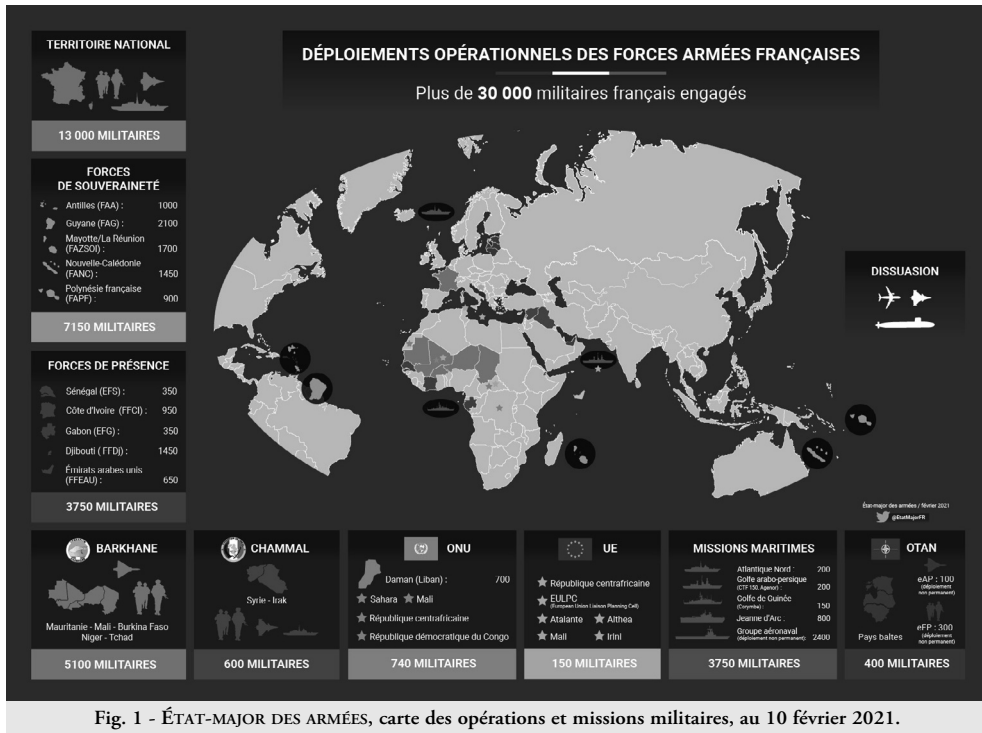 TERRITOIRE NATIONAL
13 000 MILITAIRES
DÉPLOIEMENTS OPÉRATIONNELS DES FORCES ARMÉES FRANÇAISES
Plus de 30 000 militaires français engagés
FORCES
DE SOUVERAINETÉ
Antilles (FAA) : 1000
Guyane (FAG) : 2100
Mayotte/La Réunion
(FAZSOI) : 1700
Nouvelle-Calédonie
(FANC) : 1450
Polynésie française
(FAPF) : 900
7150 MILITAIRES
FORCES DE PRÉSENCE
Sénégal (EFS) : 350
Côte d'Ivoire (FFCI) : 950
Gabon (EFG) : 350
Djibouti (FFDj) : 1450
Émirats arabes unis
(FFEAU) : 650
3750 MILITAIRES
DISSUASION
État-major des armées / février 2021
@EtatMajorFR
BARKHANE
Mauritanie - Mali - Burkina Faso
Niger - Tchad
5100 MILITAIRES
CHAMMAL
Syrie - Irak
600 MILITAIRES
ONU
Daman (Liban) : 700
Sahara Mali
République centrafricaine
République démocratique du Congo
740 MILITAIRES
UE
République centrafricaine
EULPC
(European Union Liaison Planning Cell)
Atalante Althea
Mali Irini
150 MILITAIRES
MISSIONS MARITIMES
Atlantique Nord : 200
Golfe arabo-persique
(CTF 150, Agenor) : 200
Golfe de Guinée
(Corymbe) : 150
Jeanne d'Arc : 800
Groupe aéronaval
(déploiement non permanent) : 2400
3750 MILITAIRES
OTAN
eAP : 100
(déploiement
non permanent)
eFP : 300
(déploiement
non permanent)
Pays baltes
400 MILITAIRES
Fig. 1 - ÉTAT-MAJOR DES ARMÉES, carte des opérations et missions militaires, au 10 février 2021.